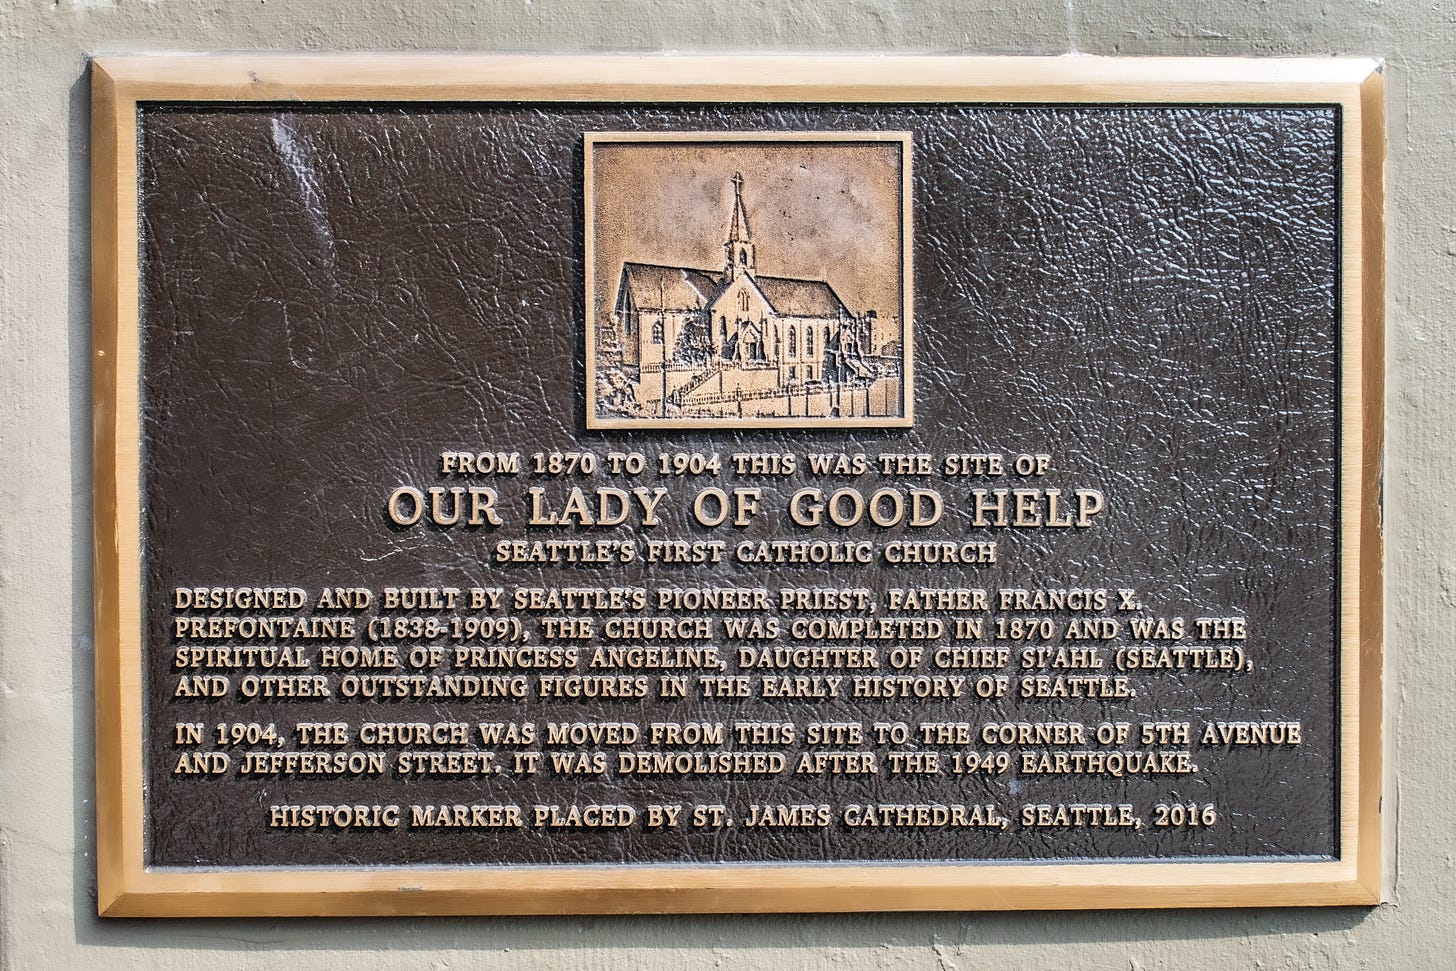 FROM 1870 TO 1904 THIS WAS THE SITE OF
OUR LADY OF GOOD HELP
SEATTLE'S FIRST CATHOLIC CHURCH
DESIGNED AND BUILT BY SEATTLE'S PIONEER PRIEST, FATHER FRANCIS X.
PREFONTAINE (1838-1909), THE CHURCH WAS COMPLETED IN 1870 AND WAS THE
SPIRITUAL HOME OF PRINCESS ANGELINE, DAUGHTER OF CHIEF SI'AHL (SEATTLE),
AND OTHER OUTSTANDING FIGURES IN THE EARLY HISTORY OF SEATTLE.
IN 1904, THE CHURCH WAS MOVED FROM THIS SITE TO THE CORNER OF 5TH AVENUE
AND JEFFERSON STREET. IT WAS DEMOLISHED AFTER THE 1949 EARTHQUAKE.
HISTORIC MARKER PLACED BY ST. JAMES CATHEDRAL, SEATTLE, 2016